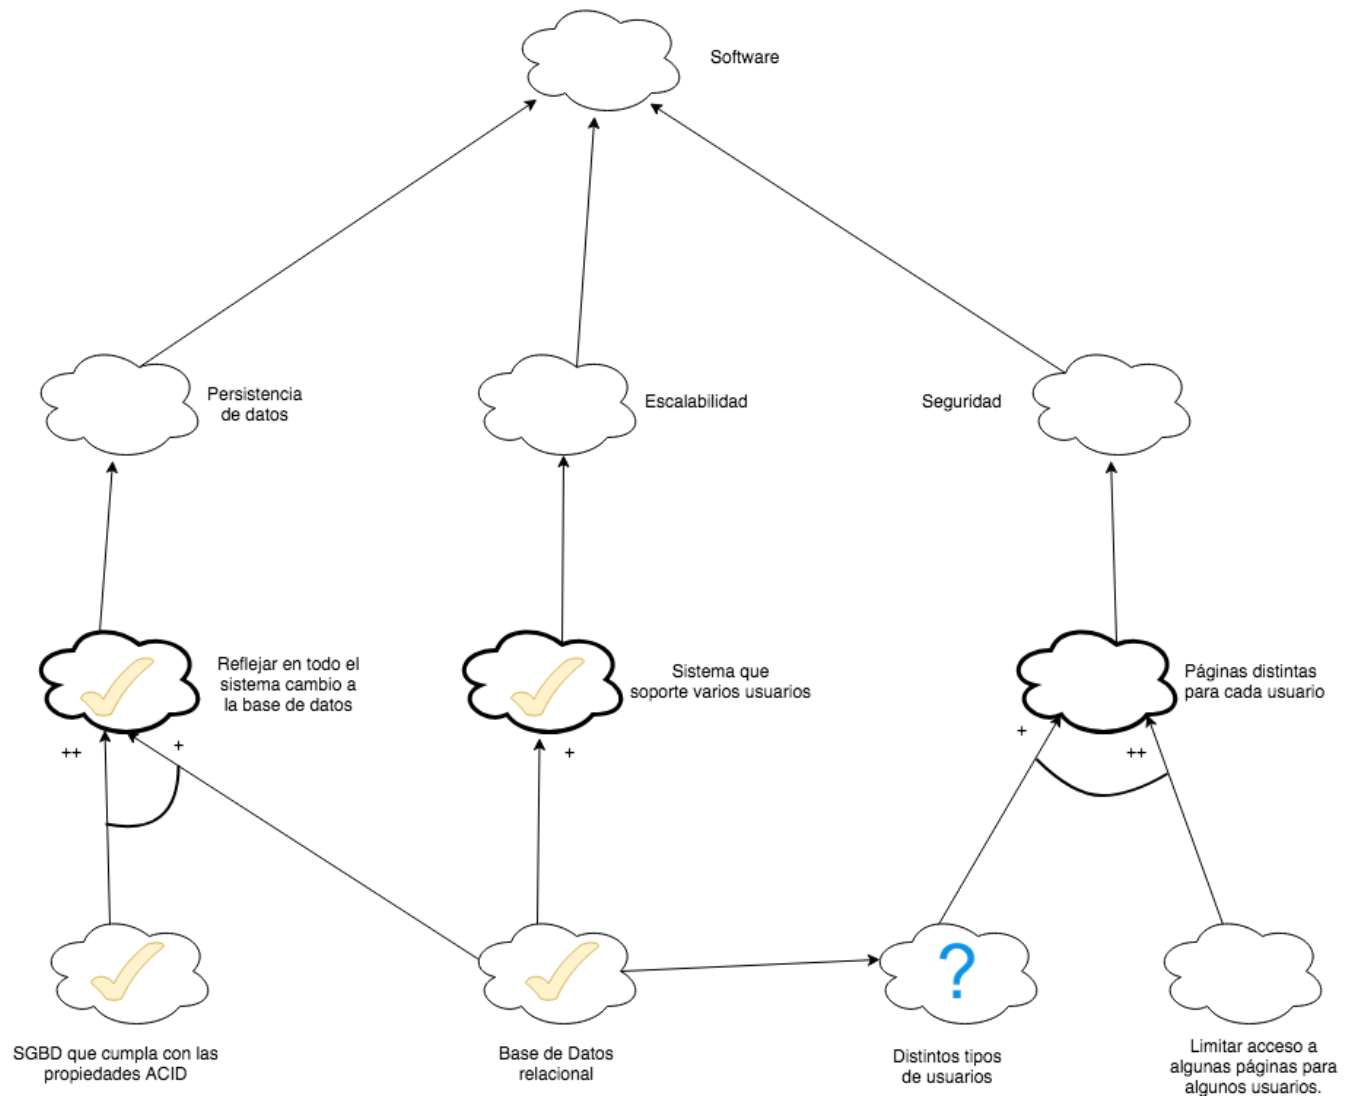 Software
Persistencia
de datos
Escalabilidad
Seguridad
Reflejar en todo el
sistema cambio a
la base de datos
Sistema que
soporte varios usuarios
Páginas distintas
para cada usuario
++
+
+
+
++
?
SGBD que cumpla con las
propiedades ACID
Base de Datos
relacional
Distintos tipos
de usuarios
Limitar acceso a
algunas páginas para
algunos usuarios.